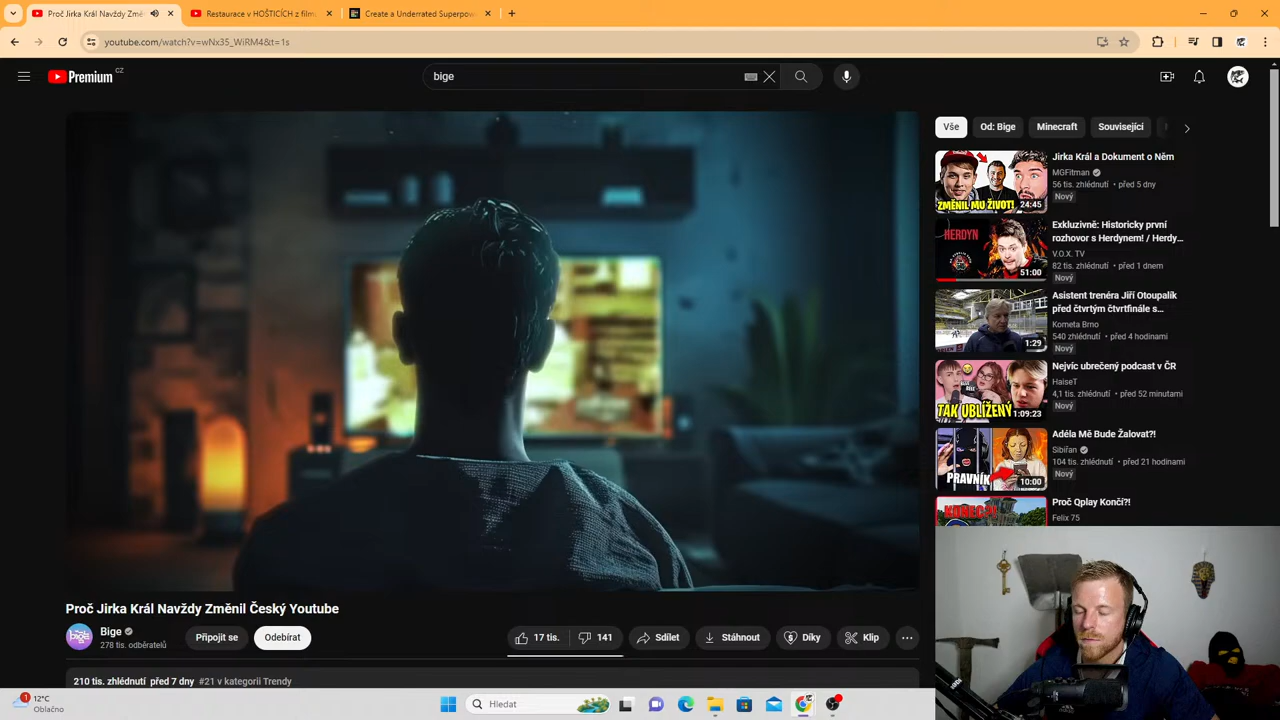 Proč Jirka Král Navždy Změn
Restaurace v HOŠTICÍCH z film
Create a Underrated Superpow
youtube.com/watch?v=wNx35_WiRM4&t=1s
Premium CZ
bige
Vše
Od: Bige
Minecraft
Související
ZMĚNIL MU ŽIVOT!
24:45
Jirka Král a Dokument o Něm
MGFitman
56 tis. zhlédnutí • před 5 dny
Nový
HERDYN
51:00
Exkluzivně: Historicky první
rozhovor s Herdynem! / Herdy...
V.O.X. TV
82 tis. zhlédnutí • před 1 dnem
Nový
1:29
Asistent trenéra Jiří Otoupalík
před čtvrtým čtvrtfinále s...
Kometa Brno
540 zhlédnutí • před 4 hodinami
Nový
TAK UBLÍŽENÝ
1:09:23
Nejvíc ubrečený podcast v ČR
HaiseT
4,1 tis. zhlédnutí • před 52 minutami
Nový
PRAVNÍK
10:00
Adéla Mě Bude Žalovat?!
Sibiřan
104 tis. zhlédnutí • před 21 hodinami
KONEC?!
Proč Qplay Končí?!
Felix 75
Proč Jirka Král Navždy Změnil Český Youtube
bige
Bige
278 tis. odběratelů
Připojit se
Odebírat
17 tis.
141
Sdílet
Stáhnout
Díky
Klip
210 tis. zhlédnutí před 7 dny #21 v kategorii Trendy
1
12°C
Oblačno
Hledat